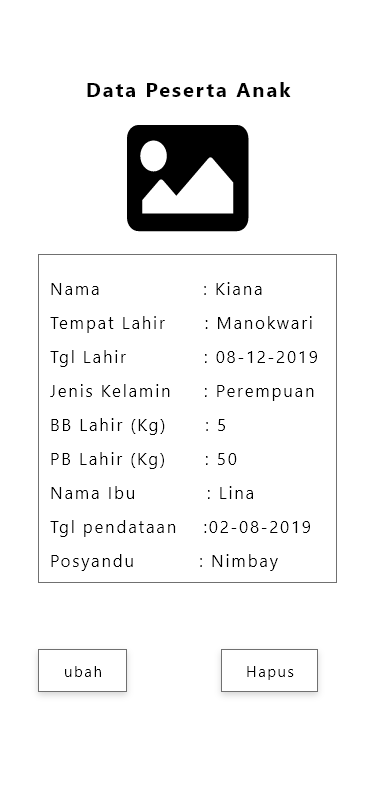 Data Peserta Anak
Nama : Kiana
Tempat Lahir : Manokwari
Tgl Lahir : 08-12-2019
Jenis Kelamin : Perempuan
BB Lahir (Kg) : 5
PB Lahir (Kg) : 50
Nama Ibu : Lina
Tgl pendataan :02-08-2019
Posyandu : Nimbay
ubah Hapus